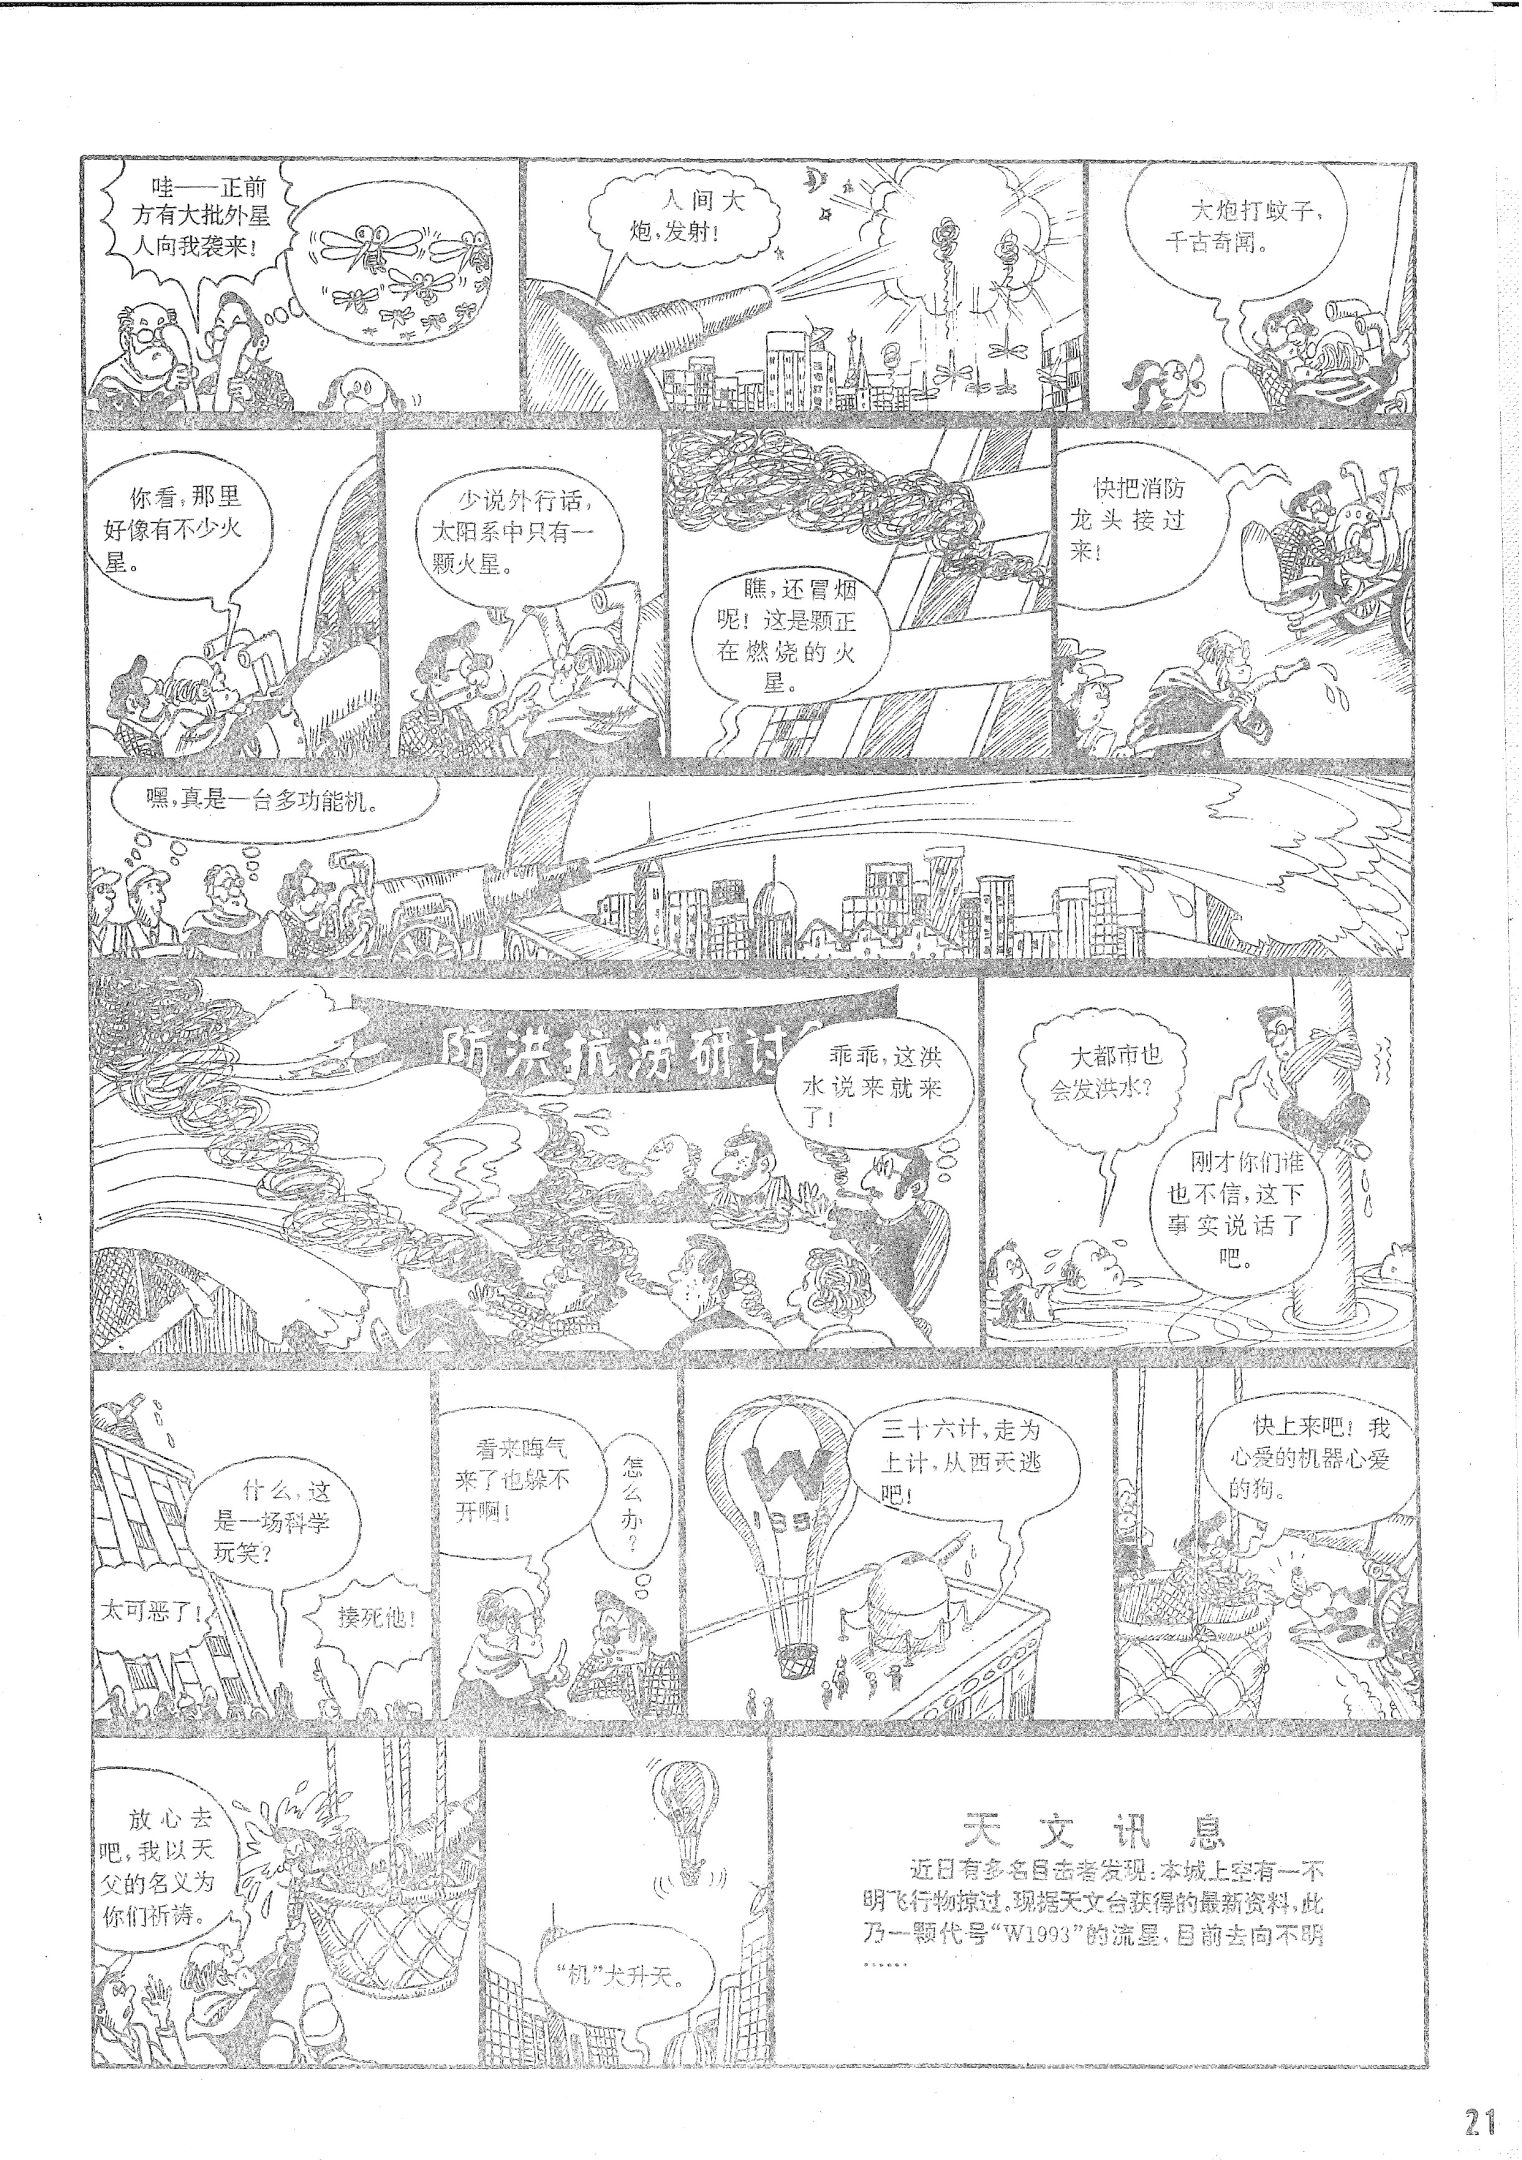 哇——正前
方有大批外星
人向我袭来！
人间大
炮，发射！
大炮打蚊子，
千古奇闻。
你看，那里
好像有不少火
星。
少说外行话，
太阳系中只有一
颗火星。
瞧，还冒烟
呢！这是颗正
在燃烧的火
星。
快把消防
龙头接过
来！
嘿，真是一台多功能机。
防洪抗涝研讨
乖乖，这洪
水说来就来
了！
大都市也
会发洪水？
刚才你们谁
也不信，这下
事实说话了
吧。
什么，这
是一场科学
玩笑？
太可恶了！
揍死他！
看来晦气
来了也躲不
开啊！
怎么办？
W
199
三十六计，走为
上计，从西天逃
吧！
快上来吧！我
心爱的机器心爱
的狗。
放心去
吧，我以天
父的名义为
你们祈祷。
“机”犬升天。
天文讯息
近日有多名目击者发现：本城上空有一不
明飞行物掠过。现据天文台获得的最新资料，此
乃一颗代号“W1993”的流星，目前去向不明
……
21